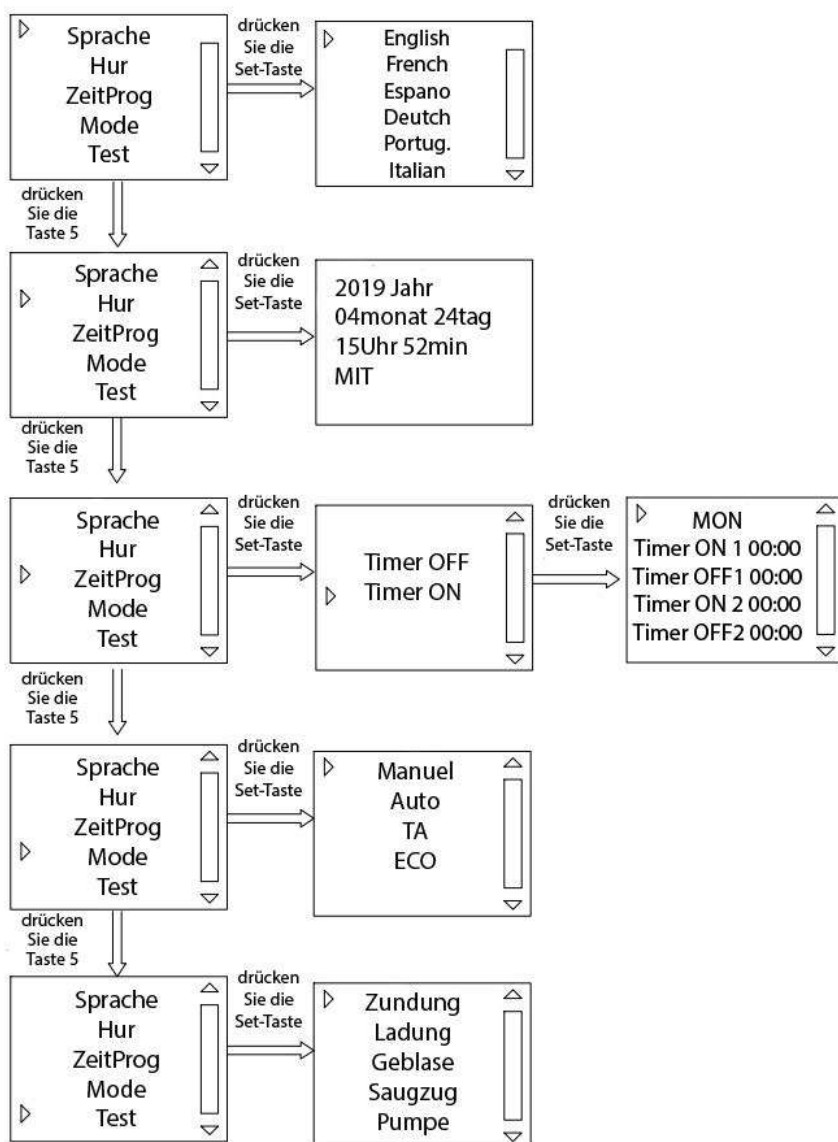 Sprache
Hur
ZeitProg
Mode
Test
drücken
Sie die
Set-Taste
English
French
Espano
Deutch
Portug.
Italian
drücken
Sie die
Taste 5
Sprache
Hur
ZeitProg
Mode
Test
drücken
Sie die
Set-Taste
2019 Jahr
04monat 24tag
15Uhr 52min
MIT
drücken
Sie die
Taste 5
Sprache
Hur
ZeitProg
Mode
Test
drücken
Sie die
Set-Taste
Timer OFF
Timer ON
drücken
Sie die
Set-Taste
MON
Timer ON 1 00:00
Timer OFF1 00:00
Timer ON 2 00:00
Timer OFF2 00:00
drücken
Sie die
Taste 5
Sprache
Hur
ZeitProg
Mode
Test
drücken
Sie die
Set-Taste
Manuel
Auto
TA
ECO
drücken
Sie die
Taste 5
Sprache
Hur
ZeitProg
Mode
Test
drücken
Sie die
Set-Taste
Zundung
Ladung
Geblase
Saugzug
Pumpe